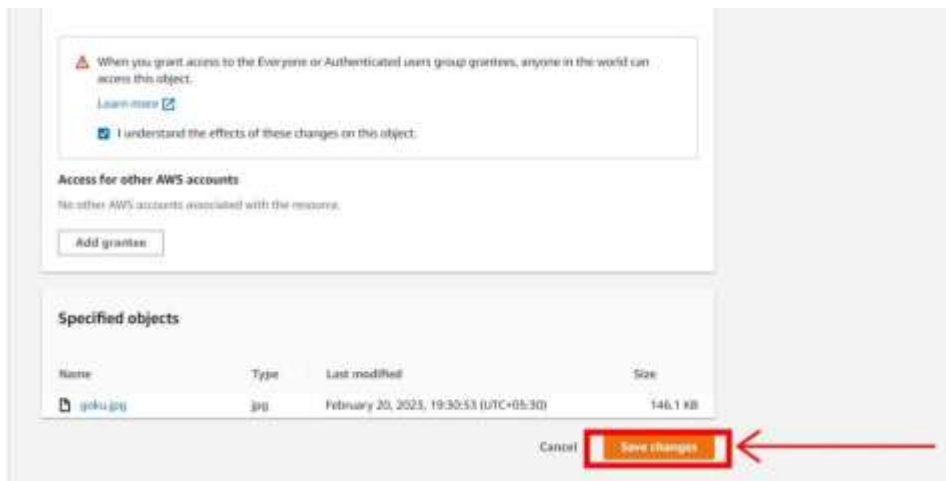 When you grant access to the Everyone or Authenticated users group grantees, anyone in the world can
access this object.
Learn more
I understand the effects of these changes on this object.
Access for other AWS accounts
No other AWS accounts associated with the resource.
Add grantee
Specified objects
Name Type Last modified Size
goku.jpg jpg February 20, 2023, 19:30:53 (UTC+05:30) 146.1 KB
Cancel Save changes